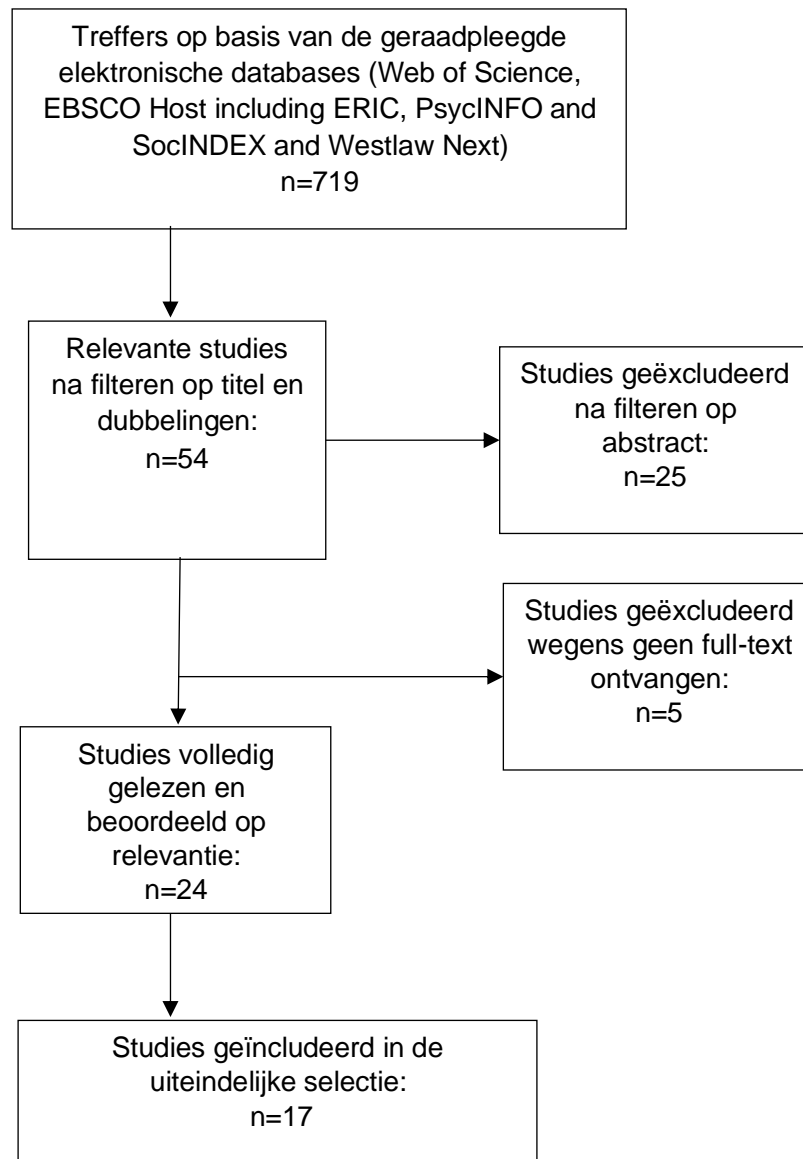 Treffers op basis van de geraadpleegde
elektronische databases (Web of Science,
EBSCO Host including ERIC, PsycINFO and
SocINDEX and Westlaw Next)
n=719
Relevante studies
na filteren op titel en
dubbelingen:
n=54
Studies geëxcludeerd
na filteren op
abstract:
n=25
Studies geëxcludeerd
wegens geen full-text
ontvangen:
n=5
Studies volledig
gelezen en
beoordeeld op
relevantie:
n=24
Studies geïncludeerd in de
uiteindelijke selectie:
n=17